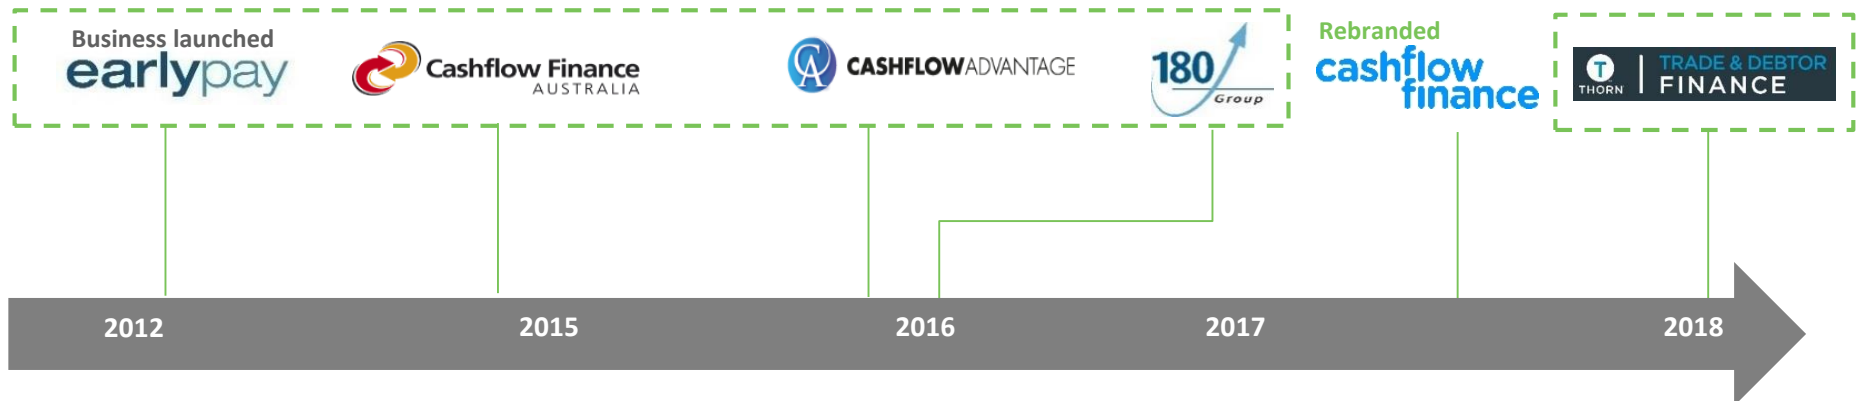 Business launched
earlypay
Cashflow Finance
AUSTRALIA
CA
CASHFLOWADVANTAGE
180
Group
Rebranded
cashflow
finance
T
THORN
TRADE & DEBTOR
FINANCE
2012
2015
2016
2017
2018